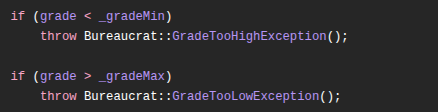 if (grade < _gradeMin)
    throw Bureaucrat::GradeTooHighException();

if (grade > _gradeMax)
    throw Bureaucrat::GradeTooLowException();